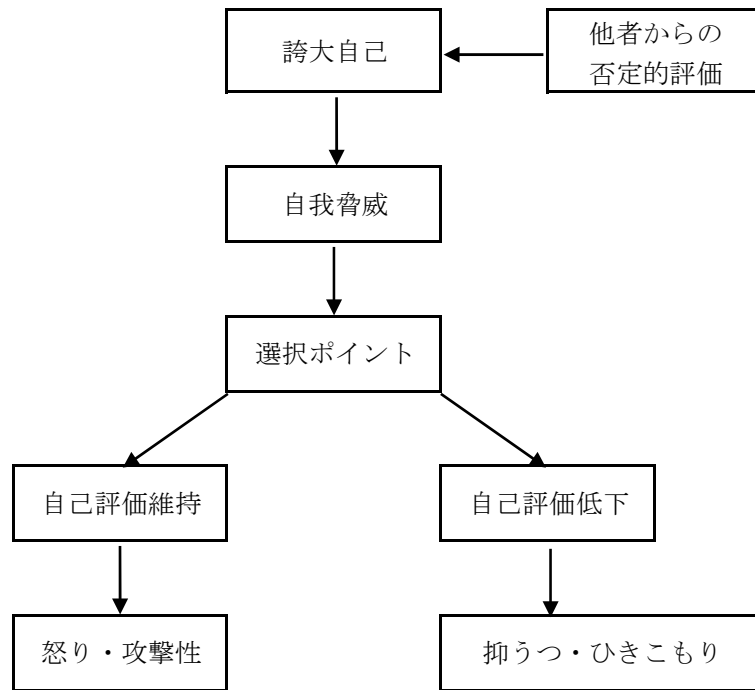 誇大自己
他者からの
否定的評価
自我脅威
選択ポイント
自己評価維持
自己評価低下
怒り・攻撃性
抑うつ・ひきこもり